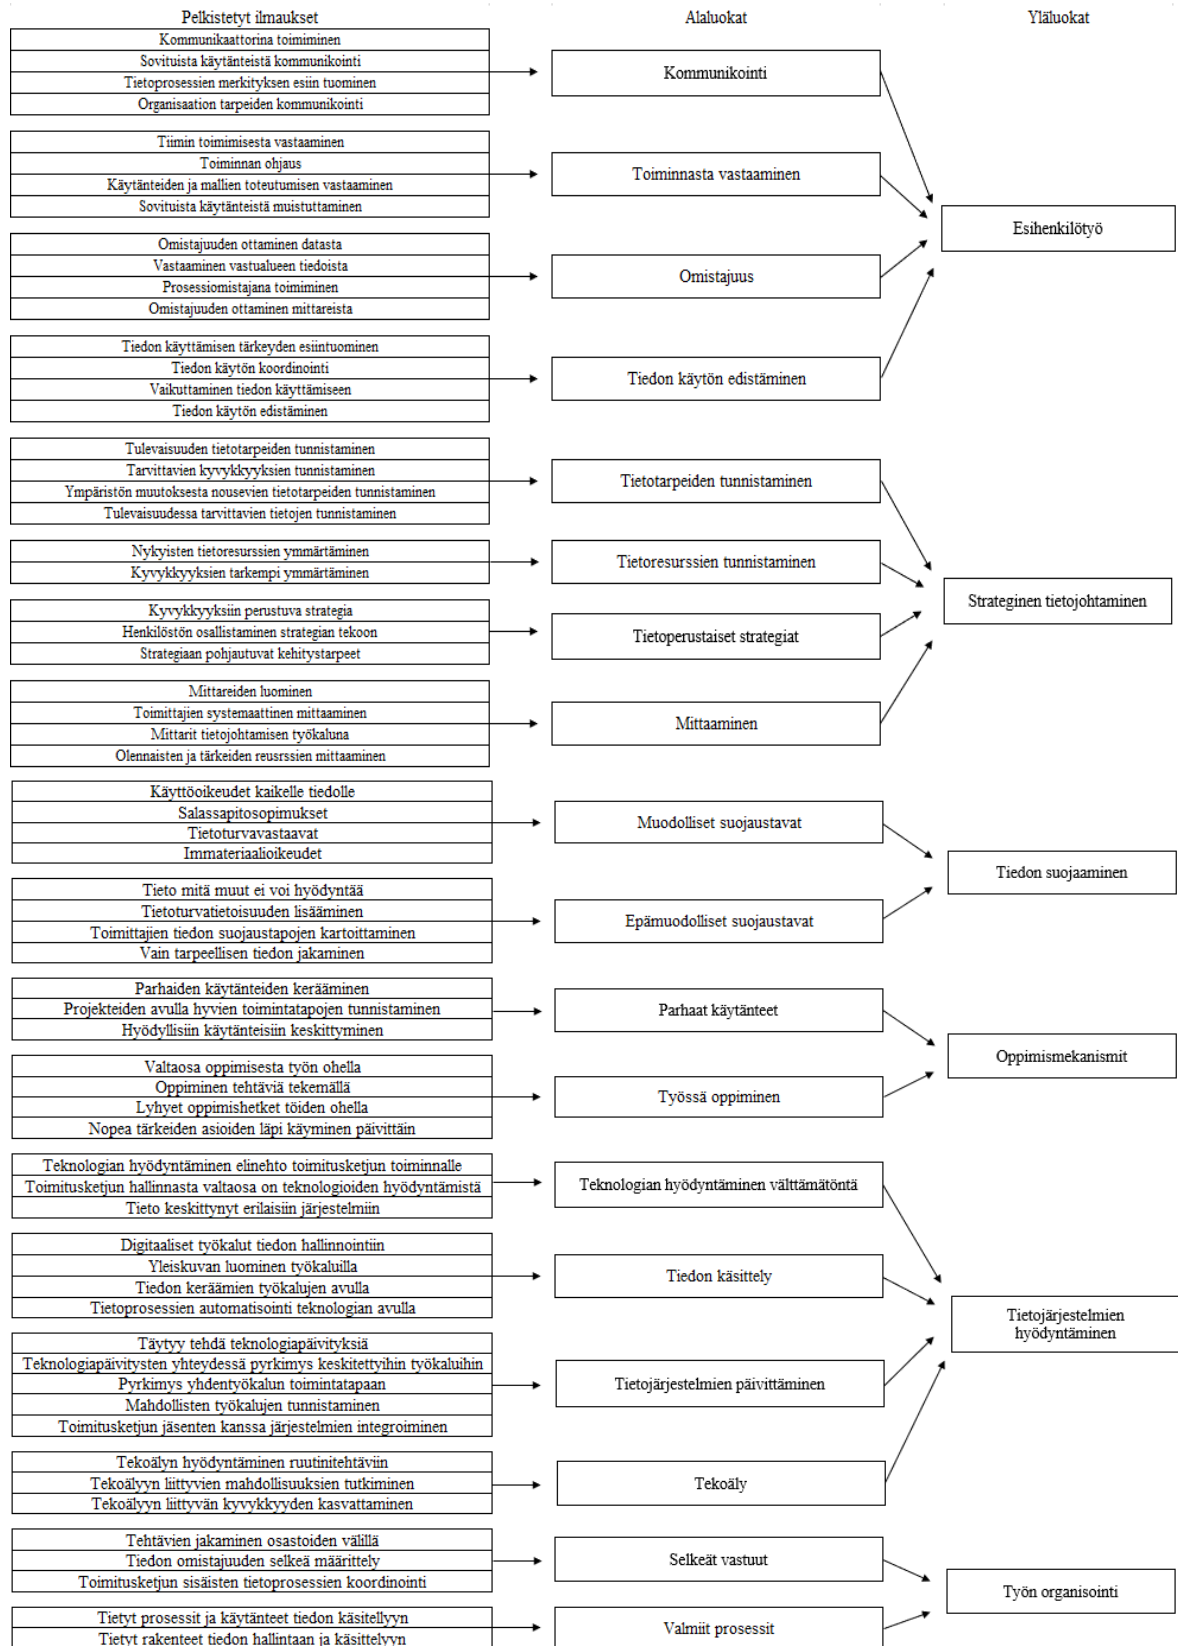 Pelkistetyt ilmaukset
Alaluokat
Yläluokat
Kommunikaattorina toimiminen
Sovituista käytänteistä kommunikointi
Tietoprosessien merkityksen esiin tuominen
Organisaation tarpeiden kommunikointi
Kommunikointi
Tiimin toimimisesta vastaaminen
Toiminnan ohjaus
Käytänteiden ja mallien toteutumisen vastaaminen
Sovituista käytänteistä muistuttaminen
Toiminnasta vastaaminen
Esihenkilötyö
Omistajuuden ottaminen datasta
Vastaaminen vastualueen tiedoista
Prosessiomistajana toimiminen
Omistajuuden ottaminen mittareista
Omistajuus
Tiedon käyttämisen tärkeyden esiintuominen
Tiedon käytön koordinointi
Vaikuttaminen tiedon käyttämiseen
Tiedon käytön edistäminen
Tiedon käytön edistäminen
Tulevaisuuden tietotarpeiden tunnistaminen
Tarvittavien kyvykkyyksien tunnistaminen
Ympäristön muutoksesta nousevien tietotarpeiden tunnistaminen
Tulevaisuudessa tarvittavien tietojen tunnistaminen
Tietotarpeiden tunnistaminen
Nykyisten tietoresurssien ymmärtäminen
Kyvykkyyksien tarkempi ymmärtäminen
Tietoresurssien tunnistaminen
Strateginen tietojohtaminen
Kyvykkyyksiin perustuva strategia
Henkilöstön osallistaminen strategian tekoon
Strategiaan pohjautuvat kehitystarpeet
Tietoperustaiset strategiat
Mittareiden luominen
Toimittajien systemaattinen mittaaminen
Mittarit tietojohtamisen työkaluna
Olennaisten ja tärkeiden reusrssien mittaaminen
Mittaaminen
Käyttöoikeudet kaikelle tiedolle
Salassapitosopimukset
Tietoturvavastaavat
Immateriaalioikeudet
Muodolliset suojaustavat
Tiedon suojaaminen
Tieto mitä muut ei voi hyödyntää
Tietoturvatietoisuuden lisääminen
Toimittajien tiedon suojaustapojen kartoittaminen
Vain tarpeellisen tiedon jakaminen
Epämuodolliset suojaustavat
Parhaiden käytänteiden kerääminen
Projekteiden avulla hyvien toimintatapojen tunnistaminen
Hyödyllisiin käytänteisiin keskittyminen
Parhaat käytänteet
Oppimismekanismit
Valtaosa oppimisesta työn ohella
Oppiminen tehtäviä tekemällä
Lyhyet oppimishetket töiden ohella
Nopea tärkeiden asioiden läpi käyminen päivittäin
Työssä oppiminen
Teknologian hyödyntäminen elinehto toimitusketjun toiminnalle
Toimitusketjun hallinnasta valtaosa on teknologioiden hyödyntämistä
Tieto keskittynyt erilaisiin järjestelmiin
Teknologian hyödyntäminen välttämätöntä
Digitaaliset työkalut tiedon hallinnointiin
Yleiskuvan luominen työkaluilla
Tiedon keräämien työkalujen avulla
Tietoprosessien automatisointi teknologian avulla
Tiedon käsittely
Tietojärjestelmien
hyödyntäminen
Täytyy tehdä teknologiapäivityksiä
Teknologiapäivitysten yhteydessä pyrkimys keskitettyihin työkaluihin
Pyrkimys yhdentyökalun toimintatapaan
Mahdollisten työkalujen tunnistaminen
Toimitusketjun jäsenten kanssa järjestelmien integroiminen
Tietojärjestelmien päivittäminen
Tekoälyn hyödyntäminen ruutinitehtäviin
Tekoälyyn liittyvien mahdollisuuksien tutkiminen
Tekoälyyn liittyvän kyvykkyyden kasvattaminen
Tekoäly
Tehtävien jakaminen osastoiden välillä
Tiedon omistajuuden selkeä määrittely
Toimitusketjun sisäisten tietoprosessien koordinointi
Selkeät vastuut
Työn organisointi
Tietyt prosessit ja käytänteet tiedon käsitellyyn
Tietyt rakenteet tiedon hallintaan ja käsittelyyn
Valmiit prosessit